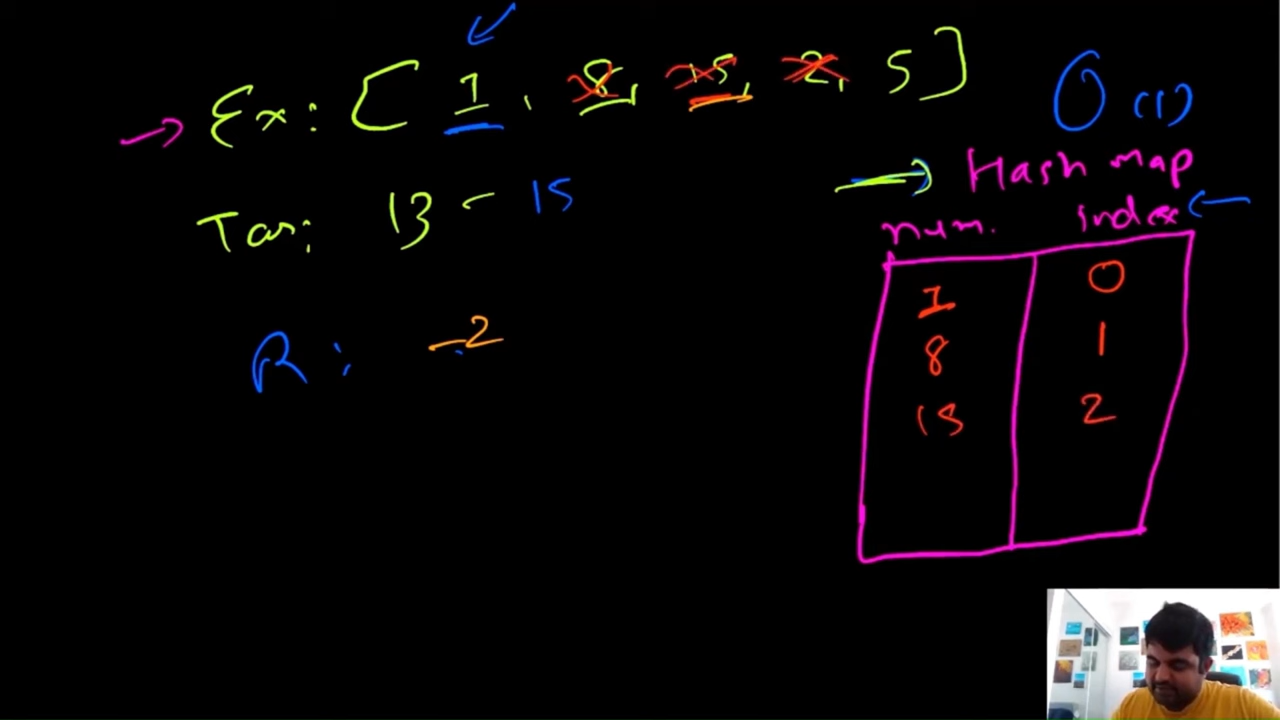 Ex: [ 1, 8, 15, 2, 5 ]
O(1)
Hash map
Tar: 13 - 15
num. index
1 0
R: -2
8 1
15 2